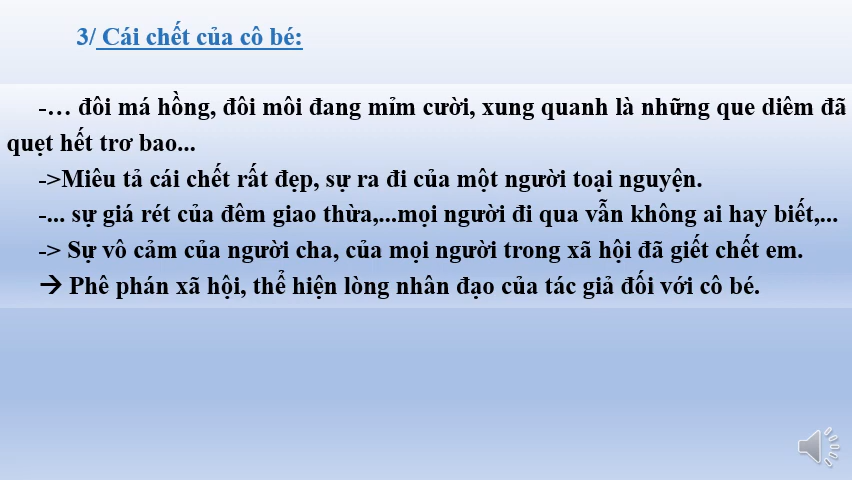 3/ Cái chết của cô bé:
-… đôi má hồng, đôi môi đang mỉm cười, xung quanh là những que diêm đã
quẹt hết trơ bao...
->Miêu tả cái chết rất đẹp, sự ra đi của một người toại nguyện.
-... sự giá rét của đêm giao thừa,...mọi người đi qua vẫn không ai hay biết,...
-> Sự vô cảm của người cha, của mọi người trong xã hội đã giết chết em.
→ Phê phán xã hội, thể hiện lòng nhân đạo của tác giả đối với cô bé.